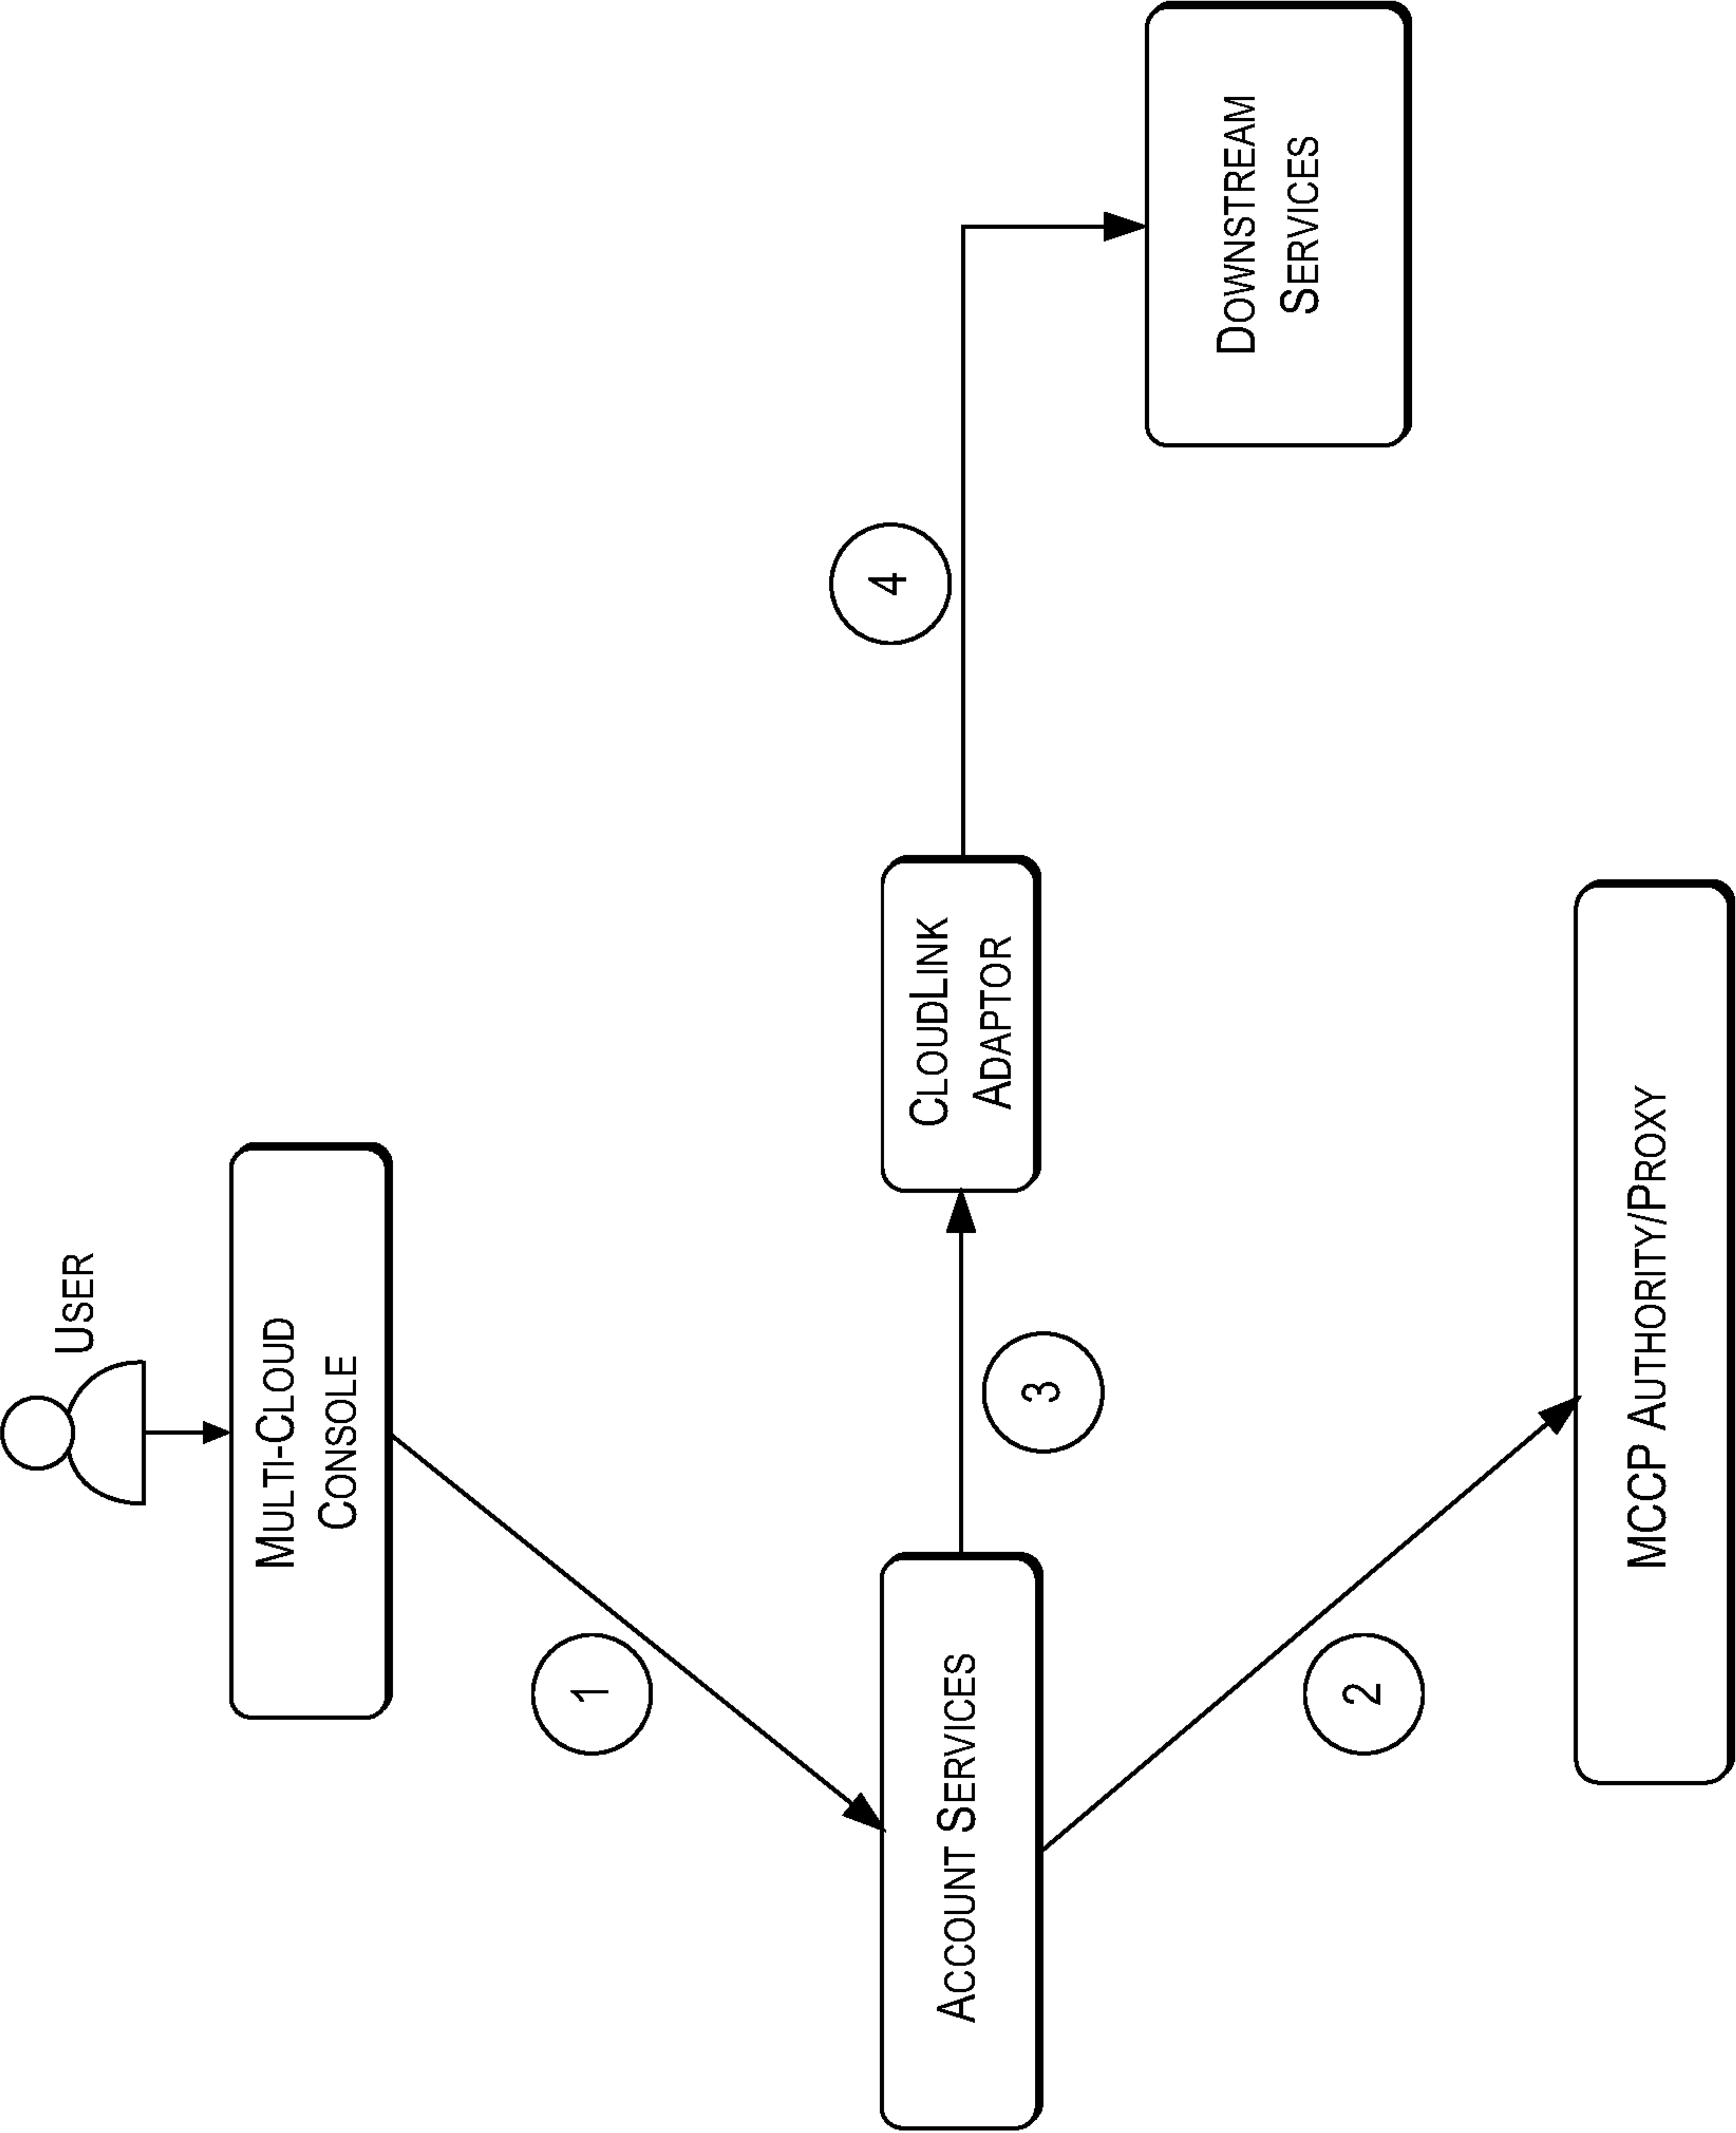 User
Multi-Cloud
Console
1
Account Services
3
CloudLink
Adaptor
4
Downstream
Services
2
MCCP Authority/Proxy